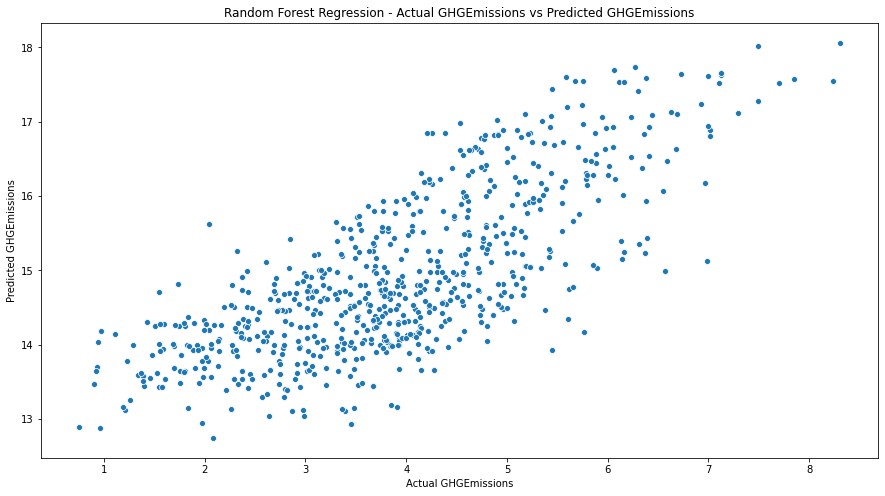 Random Forest Regression - Actual GHGEmissions vs Predicted GHGEmissions
18
17
16
15
14
13
Predicted GHGEmissions
1 2 3 4 5 6 7 8
Actual GHGEmissions